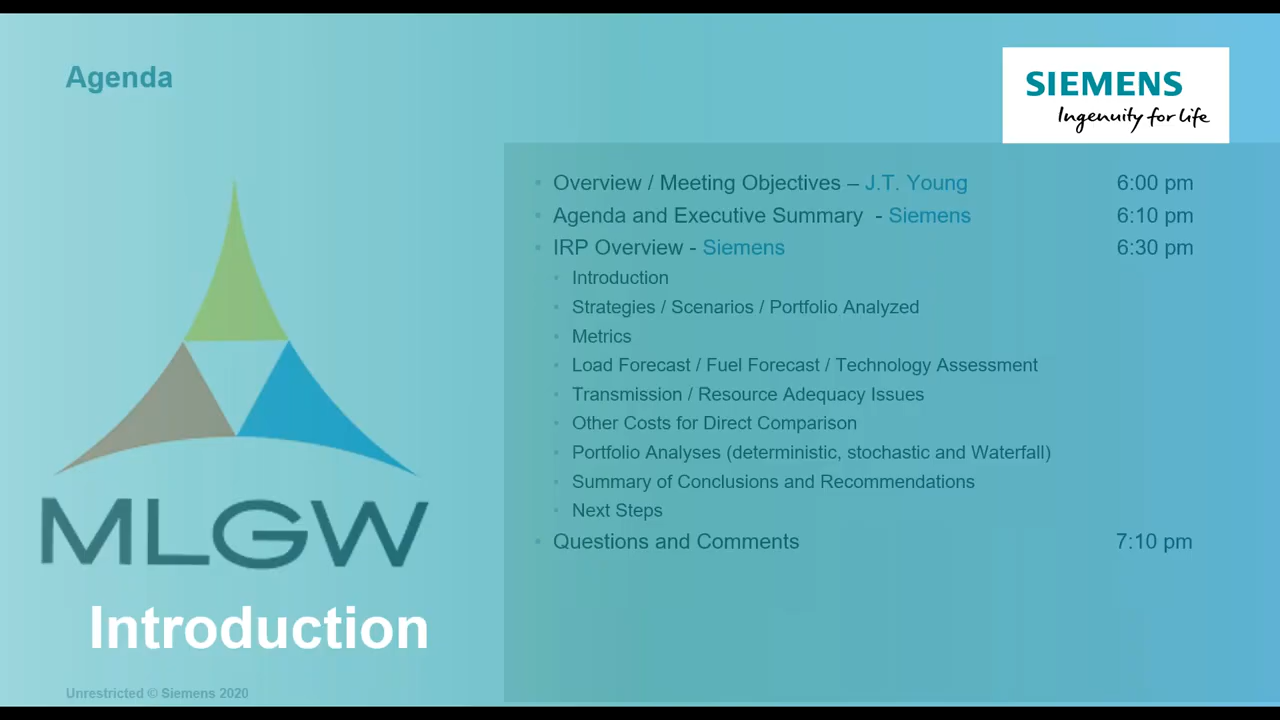 Agenda
SIEMENS
Ingenuity for life
Overview / Meeting Objectives – J.T. Young 6:00 pm
Agenda and Executive Summary - Siemens 6:10 pm
IRP Overview - Siemens 6:30 pm
Introduction
Strategies / Scenarios / Portfolio Analyzed
Metrics
Load Forecast / Fuel Forecast / Technology Assessment
Transmission / Resource Adequacy Issues
Other Costs for Direct Comparison
Portfolio Analyses (deterministic, stochastic and Waterfall)
Summary of Conclusions and Recommendations
Next Steps
Questions and Comments 7:10 pm
MLGW
Introduction
Unrestricted © Siemens 2020